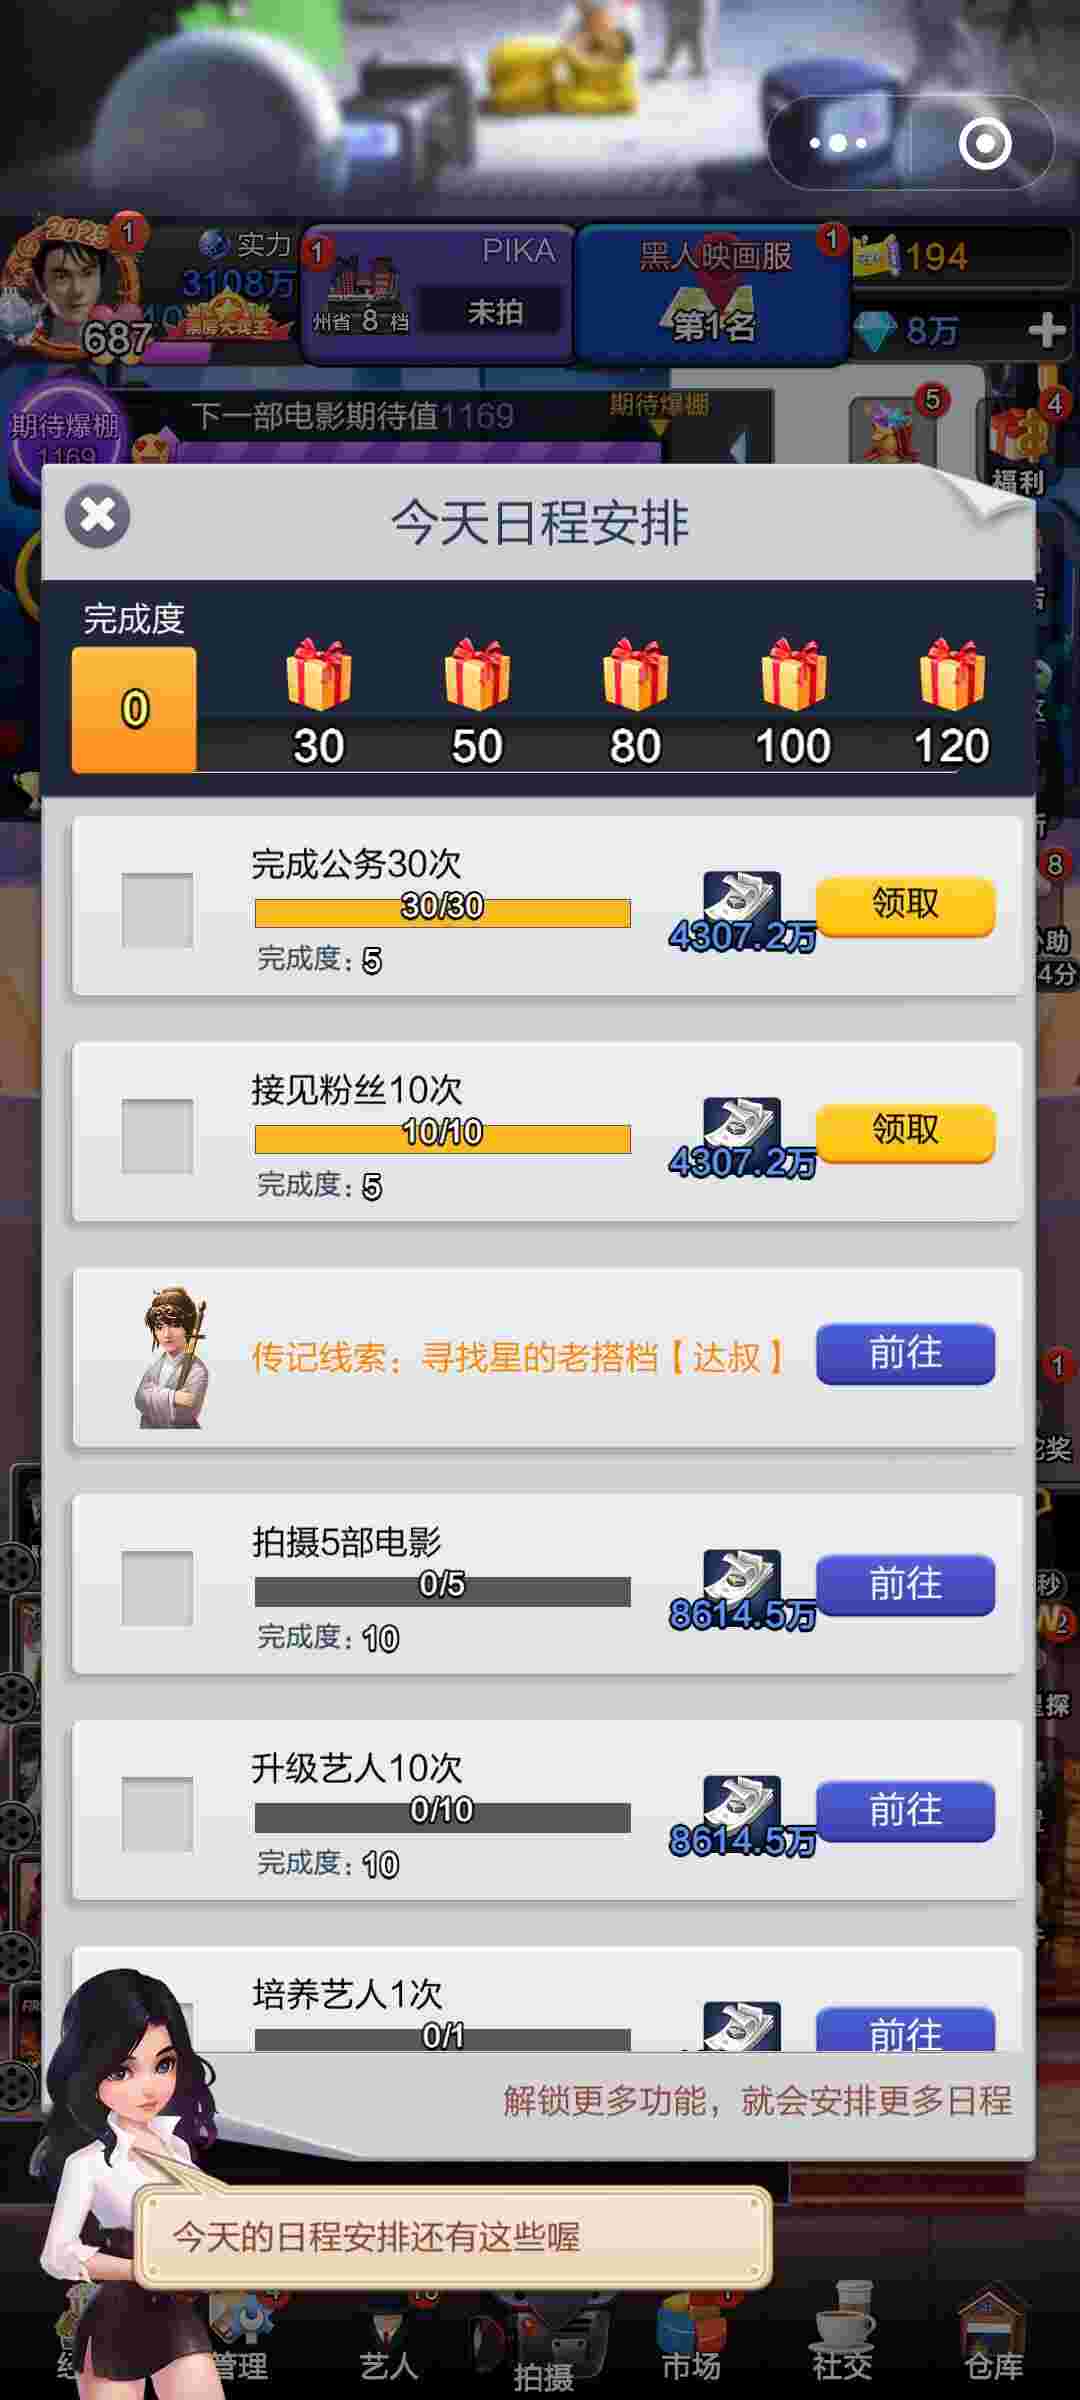 2025
1
实力
3108万
687
票房大卖王
1
PIKA
州省 8 档
未拍
黑人映画服
1
第1名
194
8万
期待爆棚
1169
下一部电影期待值1169
期待爆棚
5
4
福利
今天日程安排
完成度
0
30
50
80
100
120
完成公务30次
30/30
完成度：5
4307.2万
领取
接见粉丝10次
10/10
完成度：5
4307.2万
领取
8
助
4分
传记线索：寻找星的老搭档【达叔】
前往
1
奖
拍摄5部电影
0/5
完成度：10
8614.5万
前往
秒
2
探
升级艺人10次
0/10
完成度：10
8614.5万
前往
培养艺人1次
0/1
前往
解锁更多功能，就会安排更多日程
今天的日程安排还有这些喔
管理
艺人
拍摄
市场
社交
仓库